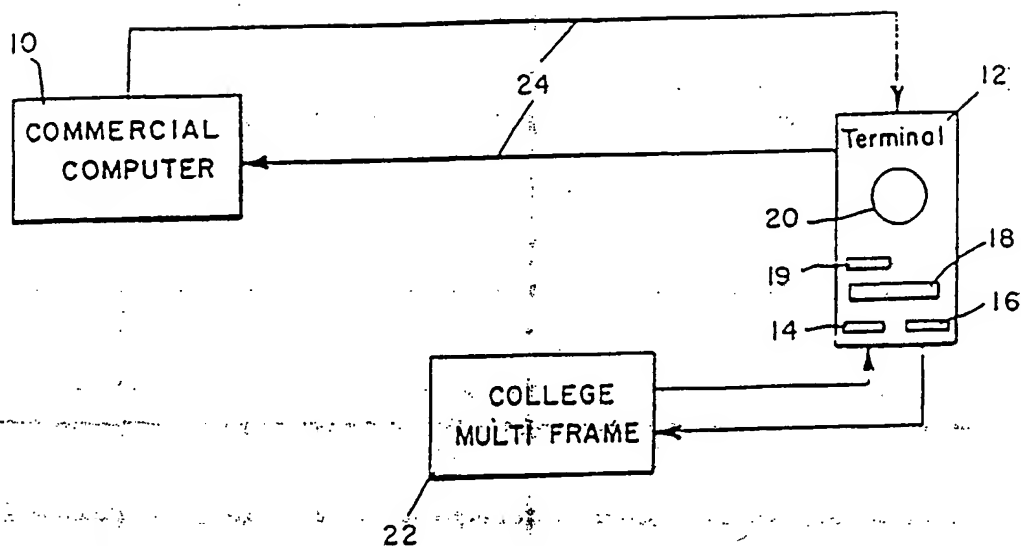 10
COMMERCIAL
COMPUTER
24
12
Terminal
20
18
19
14
16
COLLEGE
MULTI FRAME
22